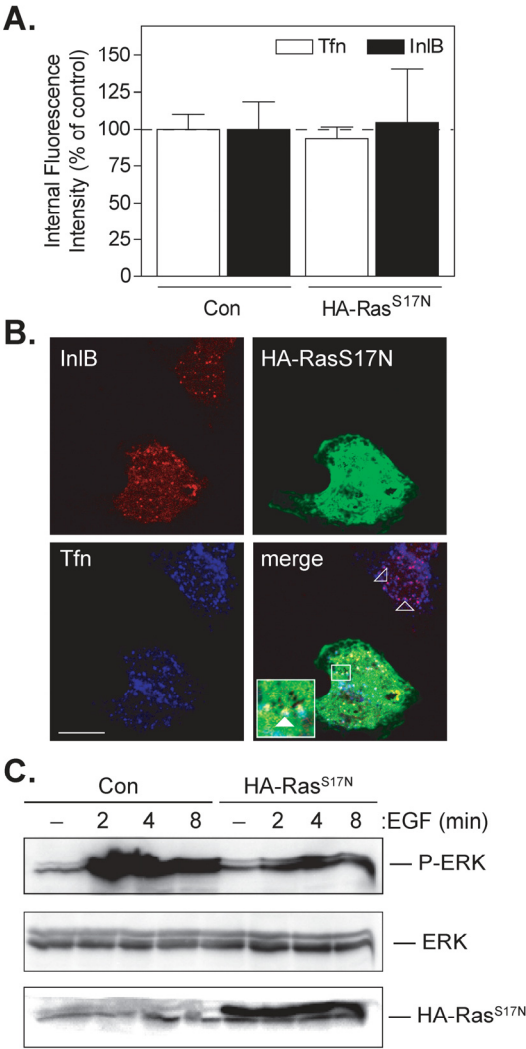 A.
Internal Fluorescence
Intensity (% of control)
150
125
100
75
50
25
0
Tfn InlB
Con HA-Ras^S17N
B.
InlB HA-RasS17N
Tfn merge
C.
Con HA-Ras^S17N
– 2 4 8 – 2 4 8 :EGF (min)
P-ERK
ERK
HA-Ras^S17N